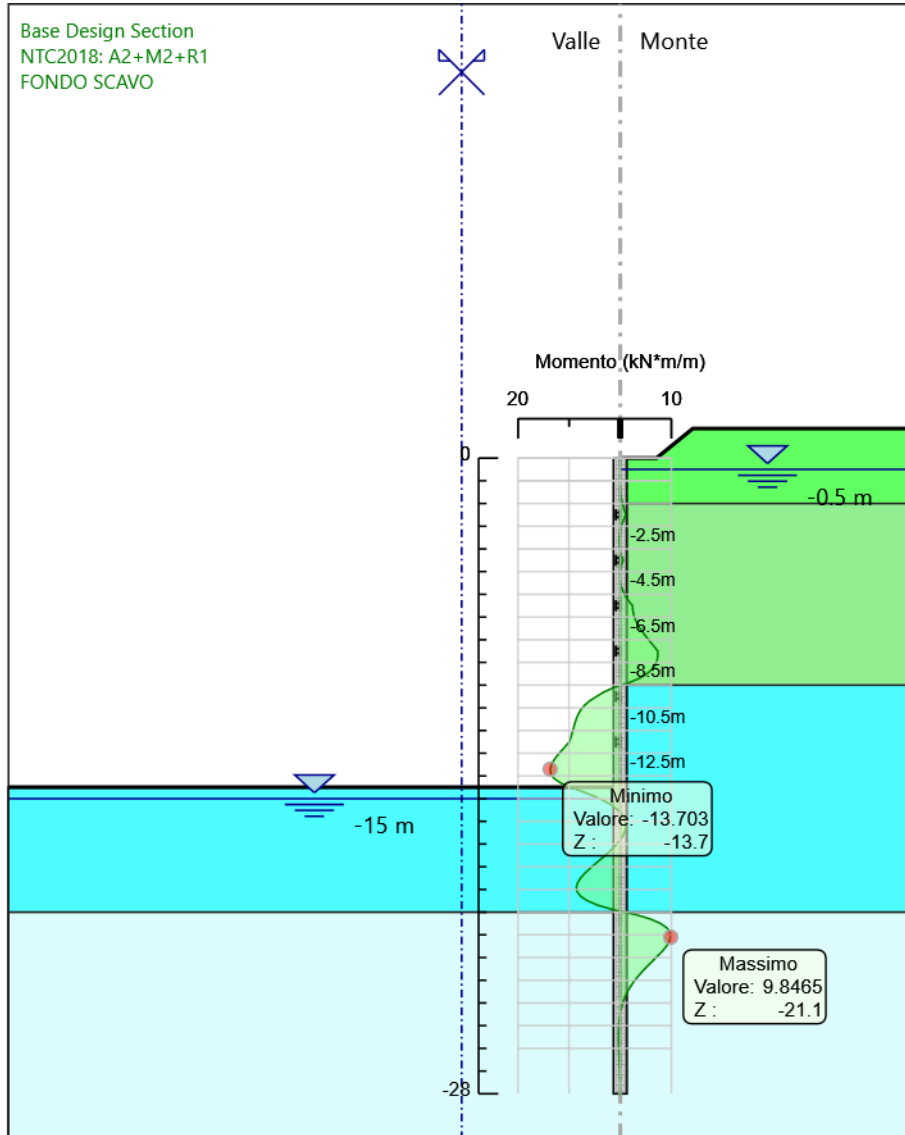 Base Design Section
NTC2018: A2+M2+R1
FONDO SCAVO
Valle Monte
Momento (kN*m/m)
20 10
0
-0.5 m
-2.5m
-4.5m
-6.5m
-8.5m
-10.5m
-12.5m
Minimo
Valore: -13.703
Z : -13.7
-15 m
Massimo
Valore: 9.8465
Z : -21.1
-28